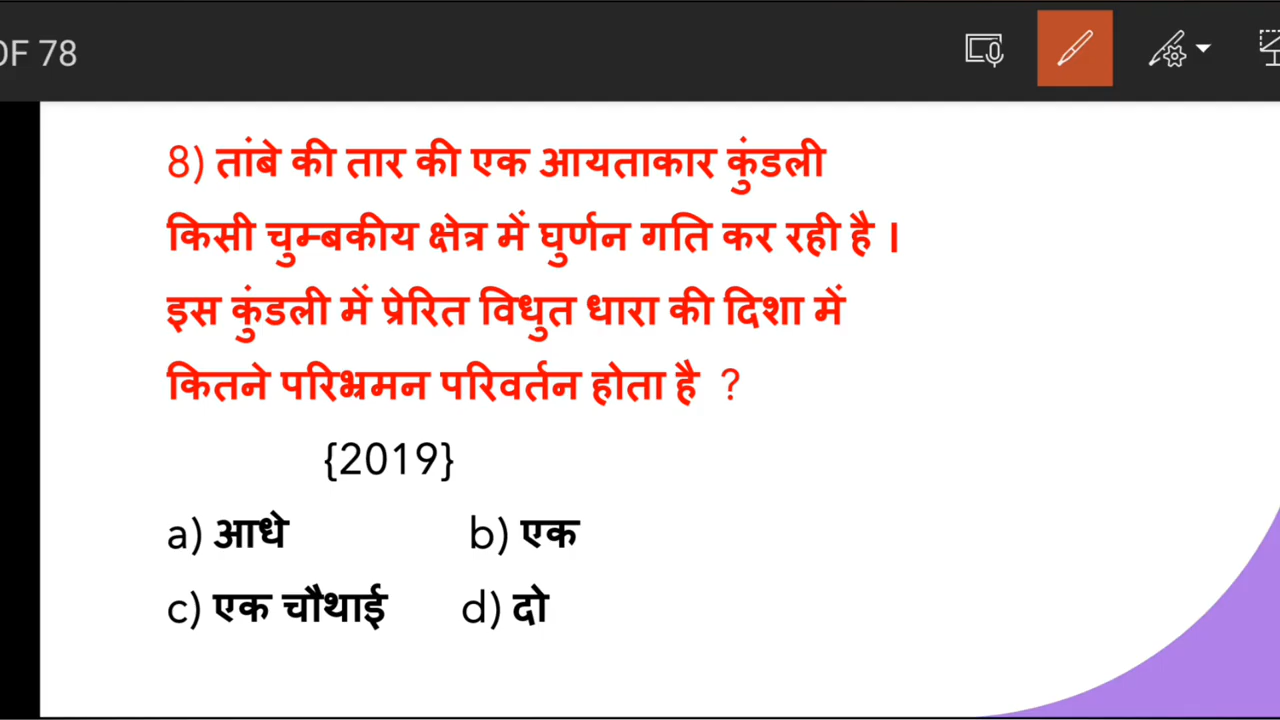 OF 78
8) तांबे की तार की एक आयताकार कुंडली
किसी चुम्बकीय क्षेत्र में घुर्णन गति कर रही है ।
इस कुंडली में प्रेरित विधुत धारा की दिशा में
कितने परिभ्रमन परिवर्तन होता है ?
{2019}
a) आधे b) एक
c) एक चौथाई d) दो